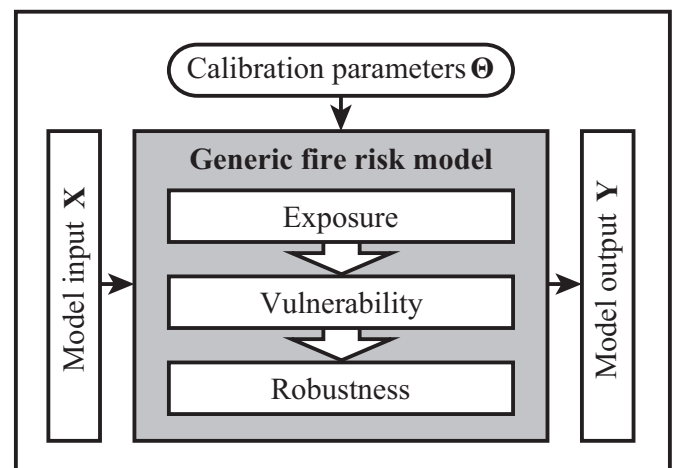 Calibration parameters Θ
Generic fire risk model
Model input X
Exposure
Vulnerability
Robustness
Model output Y